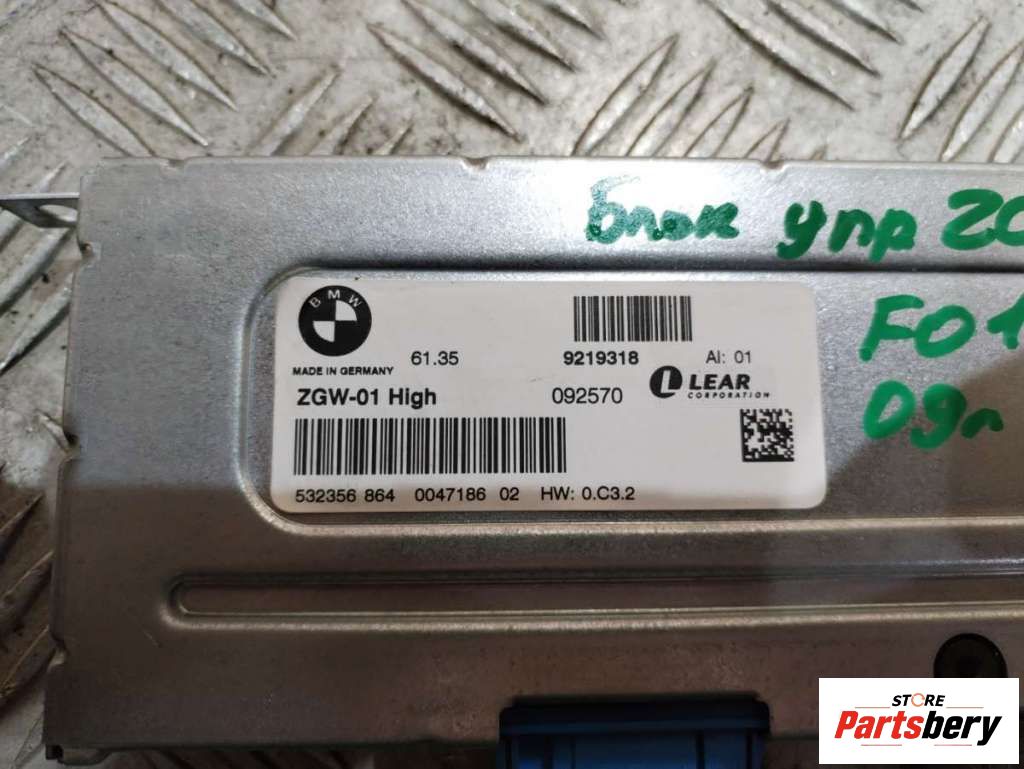 блок упр
F01
09г
BMW
MADE IN GERMANY
61.35
9219318
AI: 01
ZGW-01 High
092570
LEAR
CORPORATION
532356 864 0047186 02 HW: 0.C3.2
STORE
Partsbery